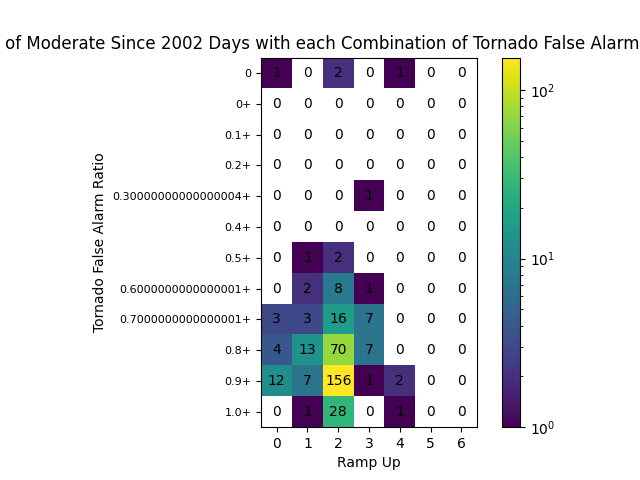 of Moderate Since 2002 Days with each Combination of Tornado False Alarm
Tornado False Alarm Ratio
0 1 0 2 0 1 0 0
0+ 0 0 0 0 0 0 0
0.1+ 0 0 0 0 0 0 0
0.2+ 0 0 0 0 0 0 0
0.30000000000000004+ 0 0 0 1 0 0 0
0.4+ 0 0 0 0 0 0 0
0.5+ 0 1 2 0 0 0 0
0.6000000000000001+ 0 2 8 1 0 0 0
0.7000000000000001+ 3 3 16 7 0 0 0
0.8+ 4 13 70 7 0 0 0
0.9+ 12 7 156 1 2 0 0
1.0+ 0 1 28 0 1 0 0
0 1 2 3 4 5 6
Ramp Up
10²
10¹
10⁰